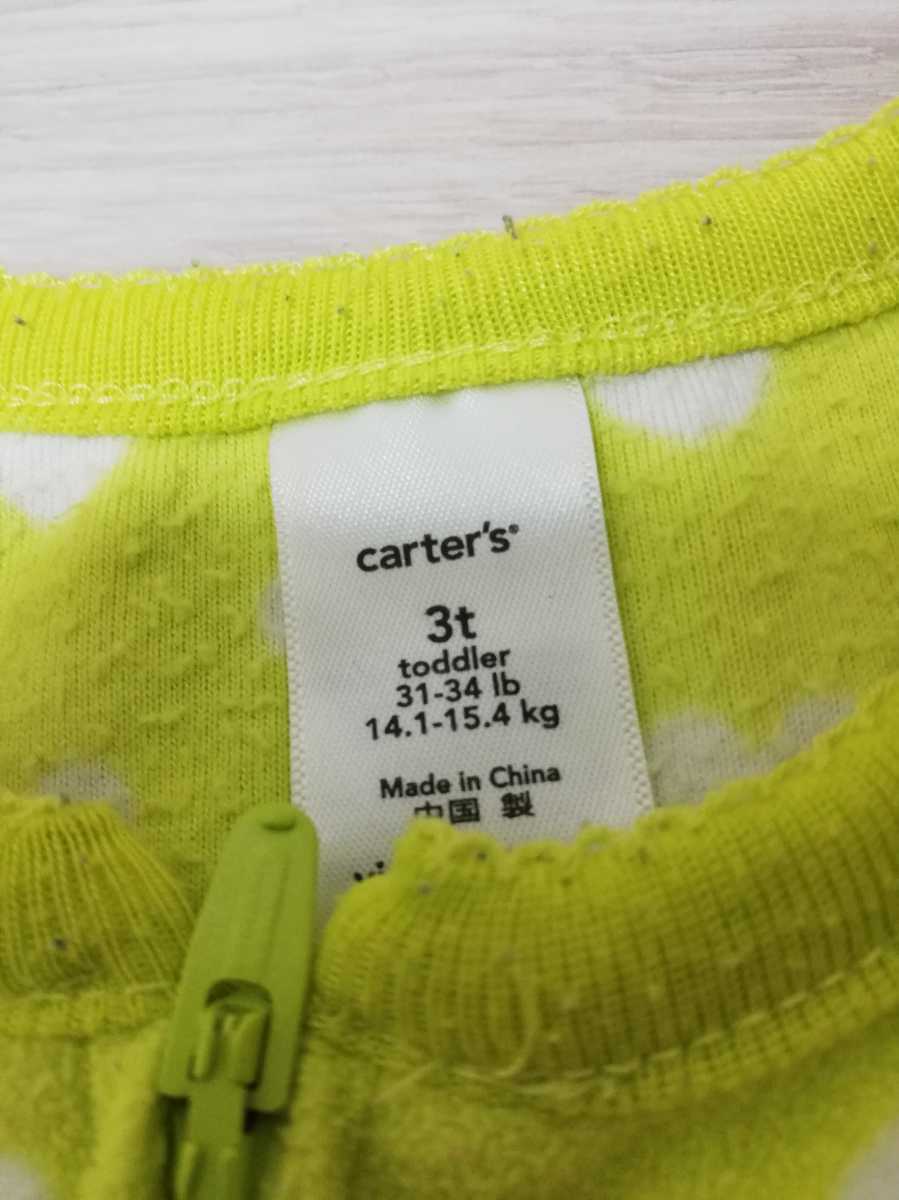 carter's®
3t
toddler
31-34 lb
14.1-15.4 kg
Made in China
中国 製